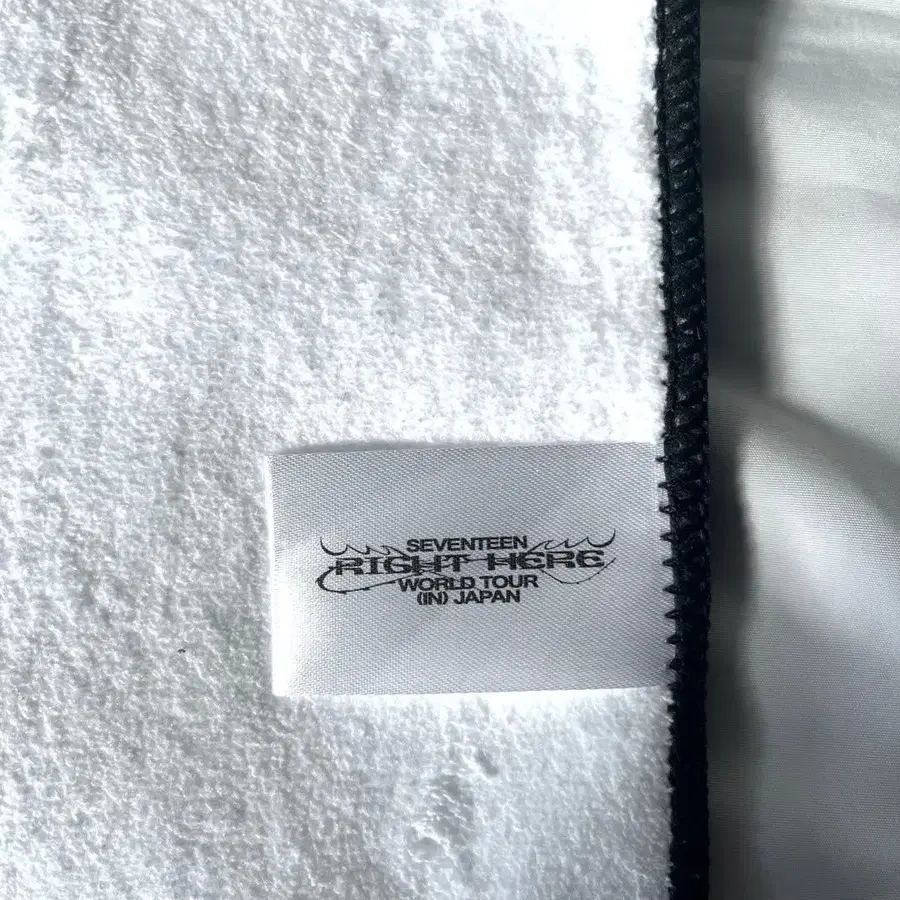 SEVENTEEN
RIGHT HERE
WORLD TOUR
(IN) JAPAN